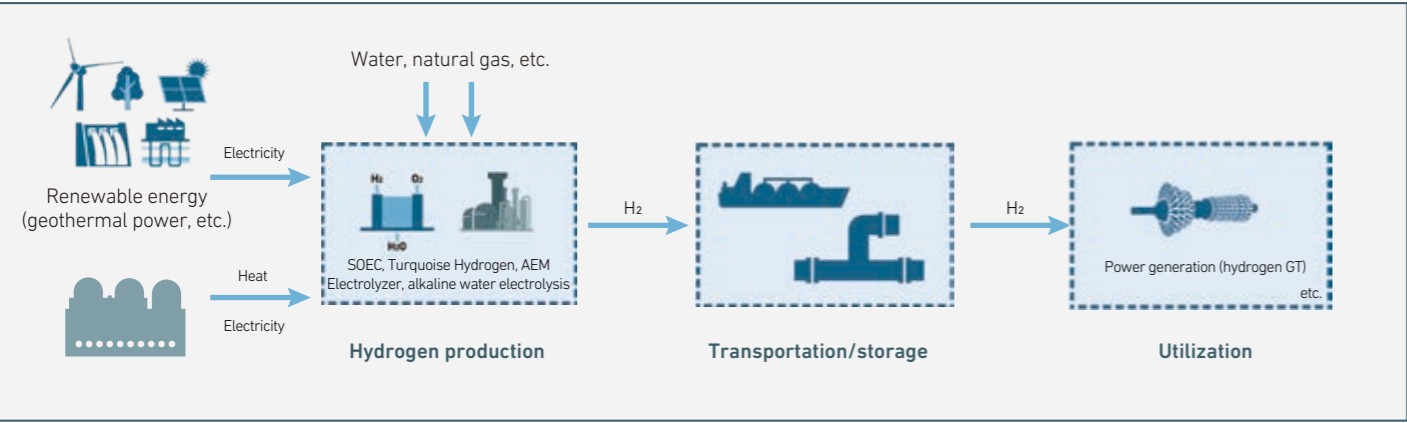 Water, natural gas, etc.
Electricity
Renewable energy
(geothermal power, etc.)
Heat
Electricity
H₂ O₂
H₂O
SOEC, Turquoise Hydrogen, AEM
Electrolyzer, alkaline water electrolysis
Hydrogen production
H₂
Transportation/storage
H₂
Power generation (hydrogen GT)
etc.
Utilization